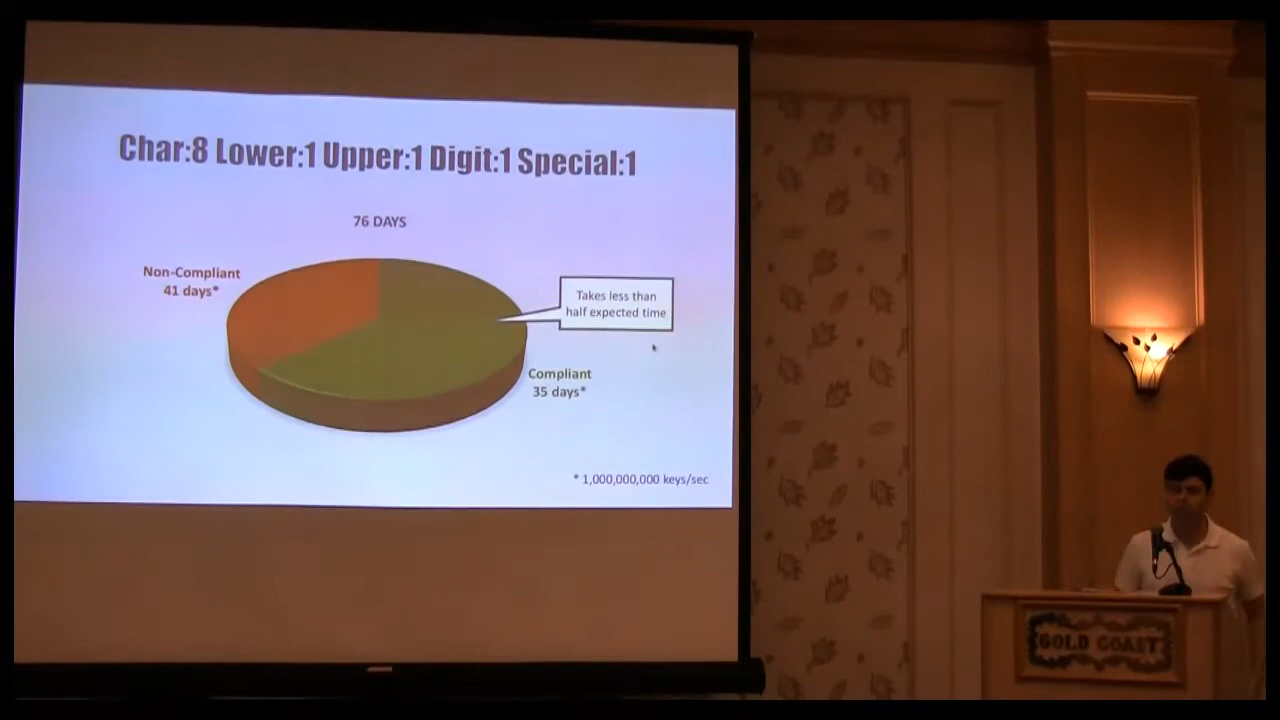 Char:8 Lower:1 Upper:1 Digit:1 Special:1
76 DAYS
Non-Compliant
41 days*
Takes less than
half expected time
Compliant
35 days*
* 1,000,000,000 keys/sec
GOLD COAST